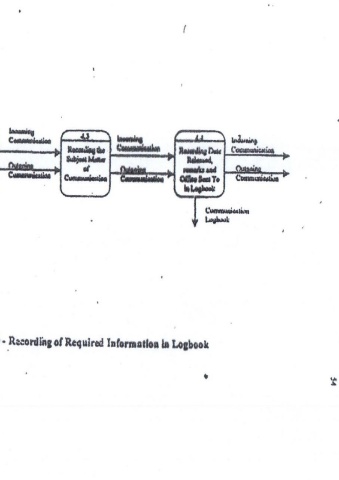 Incoming
Communication
Outgoing
Communication
4.3
Recording the
Subject Matter
of
Communication
Incoming
Communication
Outgoing
Communication
4.4
Recording Date
Released,
remarks and
Office Sent To
in Logbook
Incoming
Communication
Outgoing
Communication
Communication
Logbook
- Recording of Required Information in Logbook
34